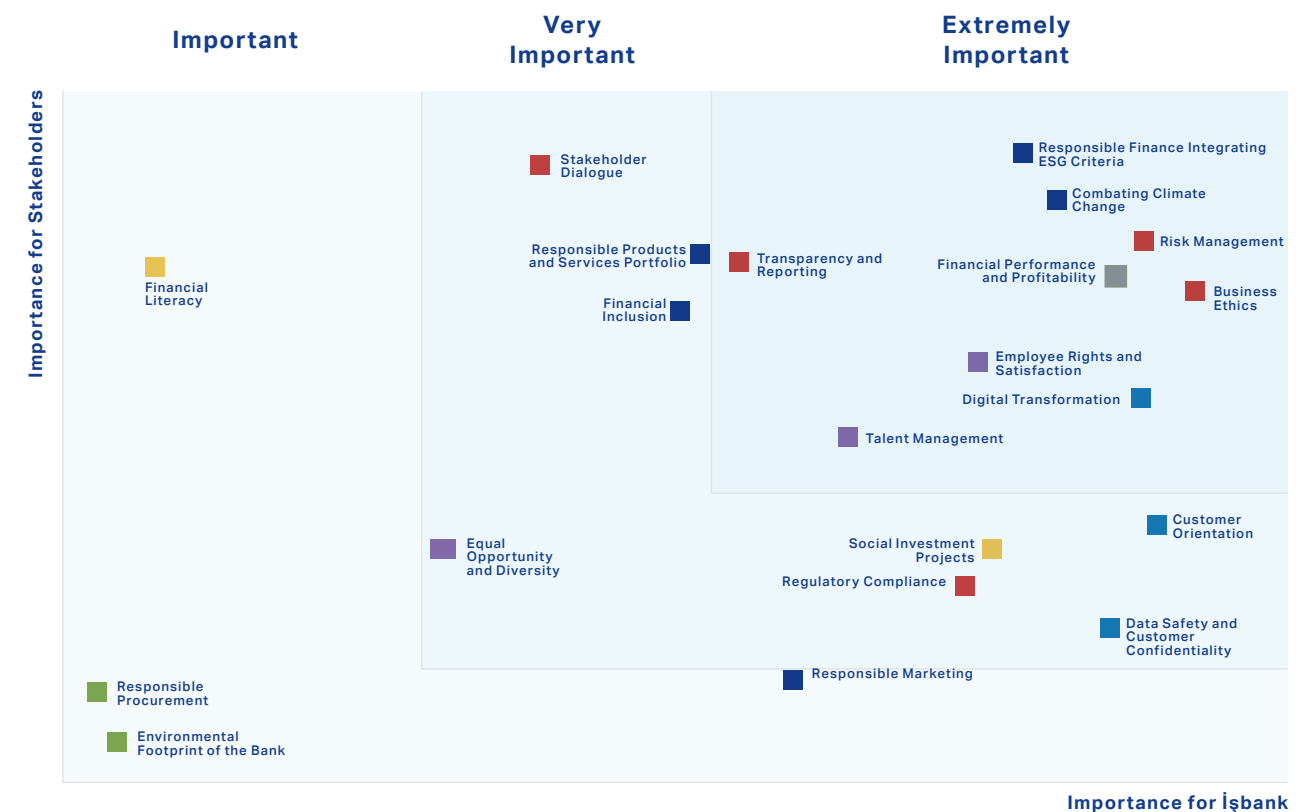 Important
Very
Important
Extremely
Important
Importance for Stakeholders
Stakeholder
Dialogue
Responsible Finance Integrating
ESG Criteria
Combating Climate
Change
Risk Management
Responsible Products
and Services Portfolio
Transparency and
Reporting
Financial Performance
and Profitability
Business
Ethics
Financial
Literacy
Financial
Inclusion
Employee Rights and
Satisfaction
Digital Transformation
Talent Management
Customer
Orientation
Equal
Opportunity
and Diversity
Social Investment
Projects
Regulatory Compliance
Data Safety and
Customer
Confidentiality
Responsible Marketing
Responsible
Procurement
Environmental
Footprint of the Bank
Importance for İşbank